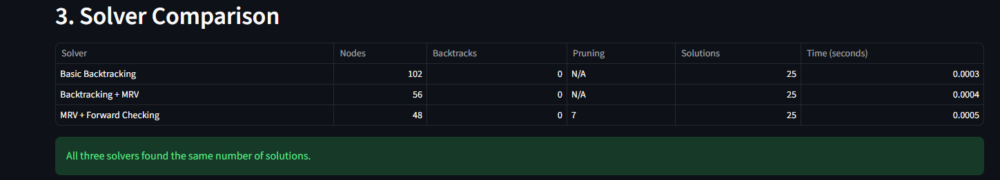 3. Solver Comparison
Solver Nodes Backtracks Pruning Solutions Time (seconds)
Basic Backtracking 102 0 N/A 25 0.0003
Backtracking + MRV 56 0 N/A 25 0.0004
MRV + Forward Checking 48 0 7 25 0.0005
All three solvers found the same number of solutions.